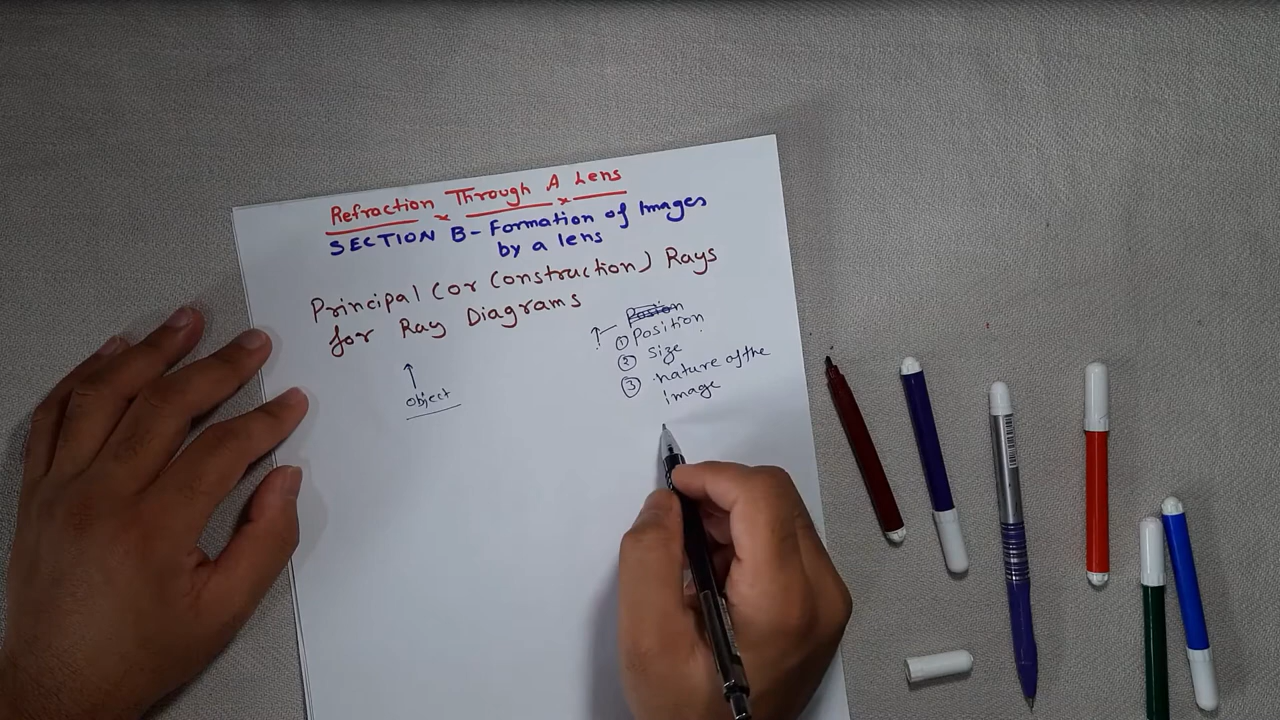 Refraction Through A Lens
SECTION B - Formation of Images
by a lens
Principal (or Construction) Rays
for Ray Diagrams
Position
① Position
② Size
③ nature of the
image
object